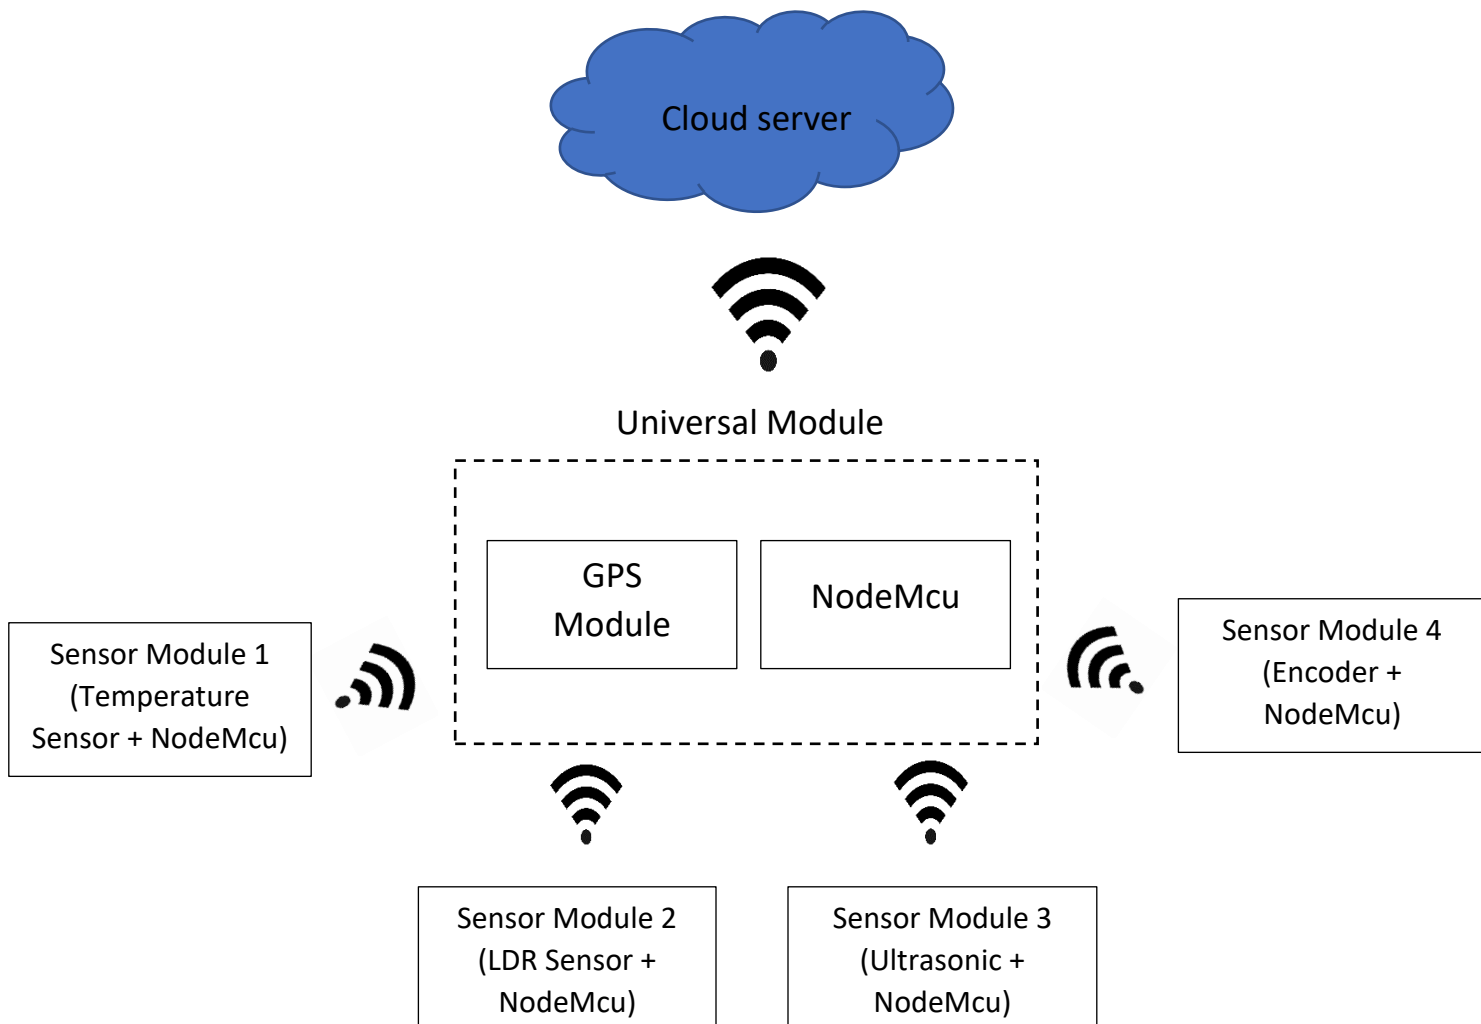 Cloud server
Universal Module
GPS
Module
NodeMcu
Sensor Module 1
(Temperature
Sensor + NodeMcu)
Sensor Module 4
(Encoder +
NodeMcu)
Sensor Module 2
(LDR Sensor +
NodeMcu)
Sensor Module 3
(Ultrasonic +
NodeMcu)